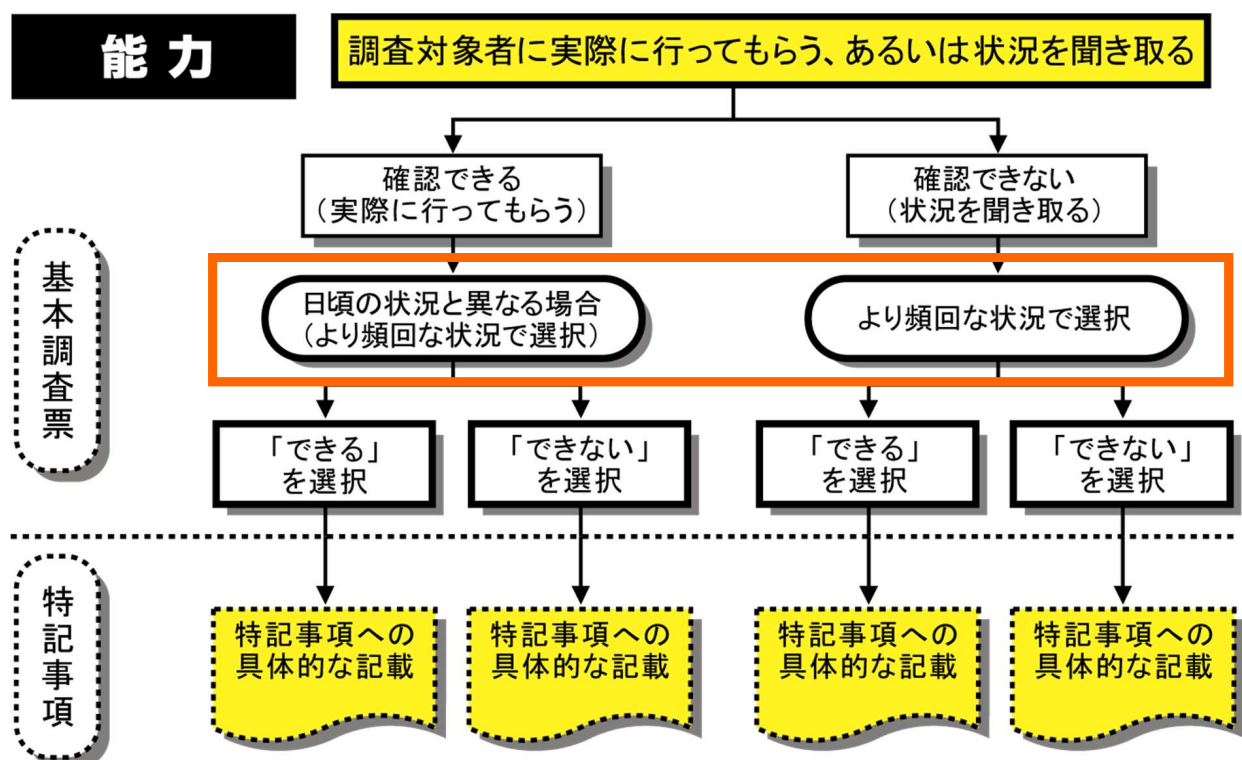 能力
調査対象者に実際に行ってもらう、あるいは状況を聞き取る
確認できる
（実際に行ってもらう）
確認できない
（状況を聞き取る）
基本調査票
日頃の状況と異なる場合
（より頻回な状況で選択）
より頻回な状況で選択
「できる」
を選択
「できない」
を選択
「できる」
を選択
「できない」
を選択
特記事項
特記事項への
具体的な記載
特記事項への
具体的な記載
特記事項への
具体的な記載
特記事項への
具体的な記載